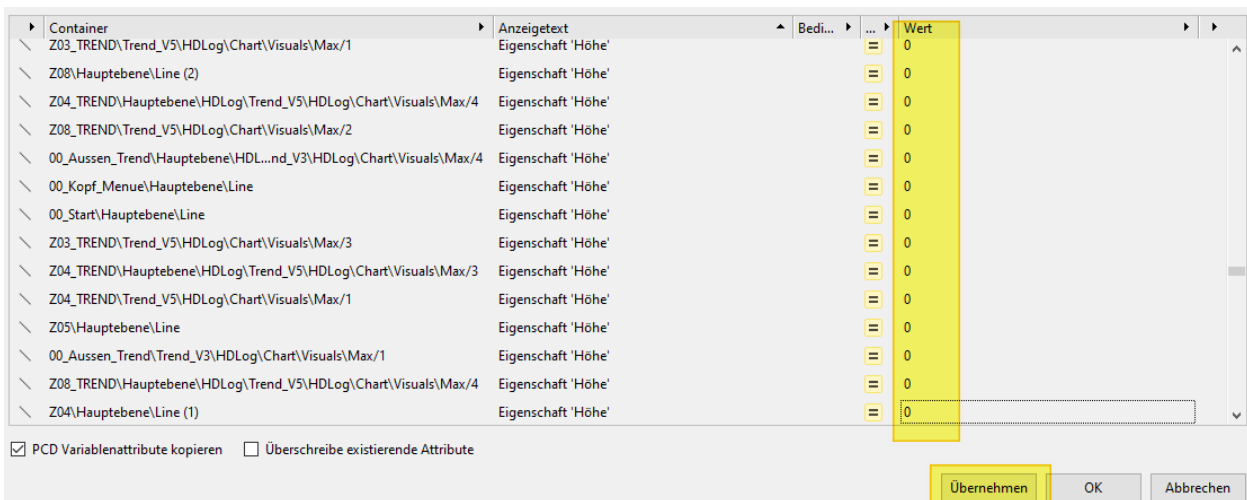 Container Anzeigetext Bedi... ... Wert
Z03_TREND\Trend_V5\HDLog\Chart\Visuals\Max/1 Eigenschaft 'Höhe' = 0
Z08\Hauptebene\Line (2) Eigenschaft 'Höhe' = 0
Z04_TREND\Hauptebene\HDLog\Trend_V5\HDLog\Chart\Visuals\Max/4 Eigenschaft 'Höhe' = 0
Z08_TREND\Trend_V5\HDLog\Chart\Visuals\Max/2 Eigenschaft 'Höhe' = 0
00_Aussen_Trend\Hauptebene\HDL...nd_V3\HDLog\Chart\Visuals\Max/4 Eigenschaft 'Höhe' = 0
00_Kopf_Menue\Hauptebene\Line Eigenschaft 'Höhe' = 0
00_Start\Hauptebene\Line Eigenschaft 'Höhe' = 0
Z03_TREND\Trend_V5\HDLog\Chart\Visuals\Max/3 Eigenschaft 'Höhe' = 0
Z04_TREND\Hauptebene\HDLog\Trend_V5\HDLog\Chart\Visuals\Max/3 Eigenschaft 'Höhe' = 0
Z04_TREND\Trend_V5\HDLog\Chart\Visuals\Max/1 Eigenschaft 'Höhe' = 0
Z05\Hauptebene\Line Eigenschaft 'Höhe' = 0
00_Aussen_Trend\Trend_V3\HDLog\Chart\Visuals\Max/1 Eigenschaft 'Höhe' = 0
Z08_TREND\Hauptebene\HDLog\Trend_V5\HDLog\Chart\Visuals\Max/4 Eigenschaft 'Höhe' = 0
Z04\Hauptebene\Line (1) Eigenschaft 'Höhe' = 0
PCD Variablenattribute kopieren Überschreibe existierende Attribute
Übernehmen OK Abbrechen